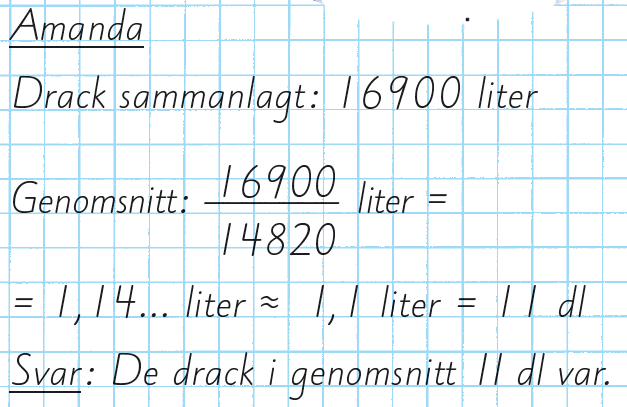 Amanda
Drack sammanlagt: 16900 liter
Genomsnitt: 16900/14820 liter =
= 1,14... liter ≈ 1,1 liter = 11 dl
Svar: De drack i genomsnitt 11 dl var.